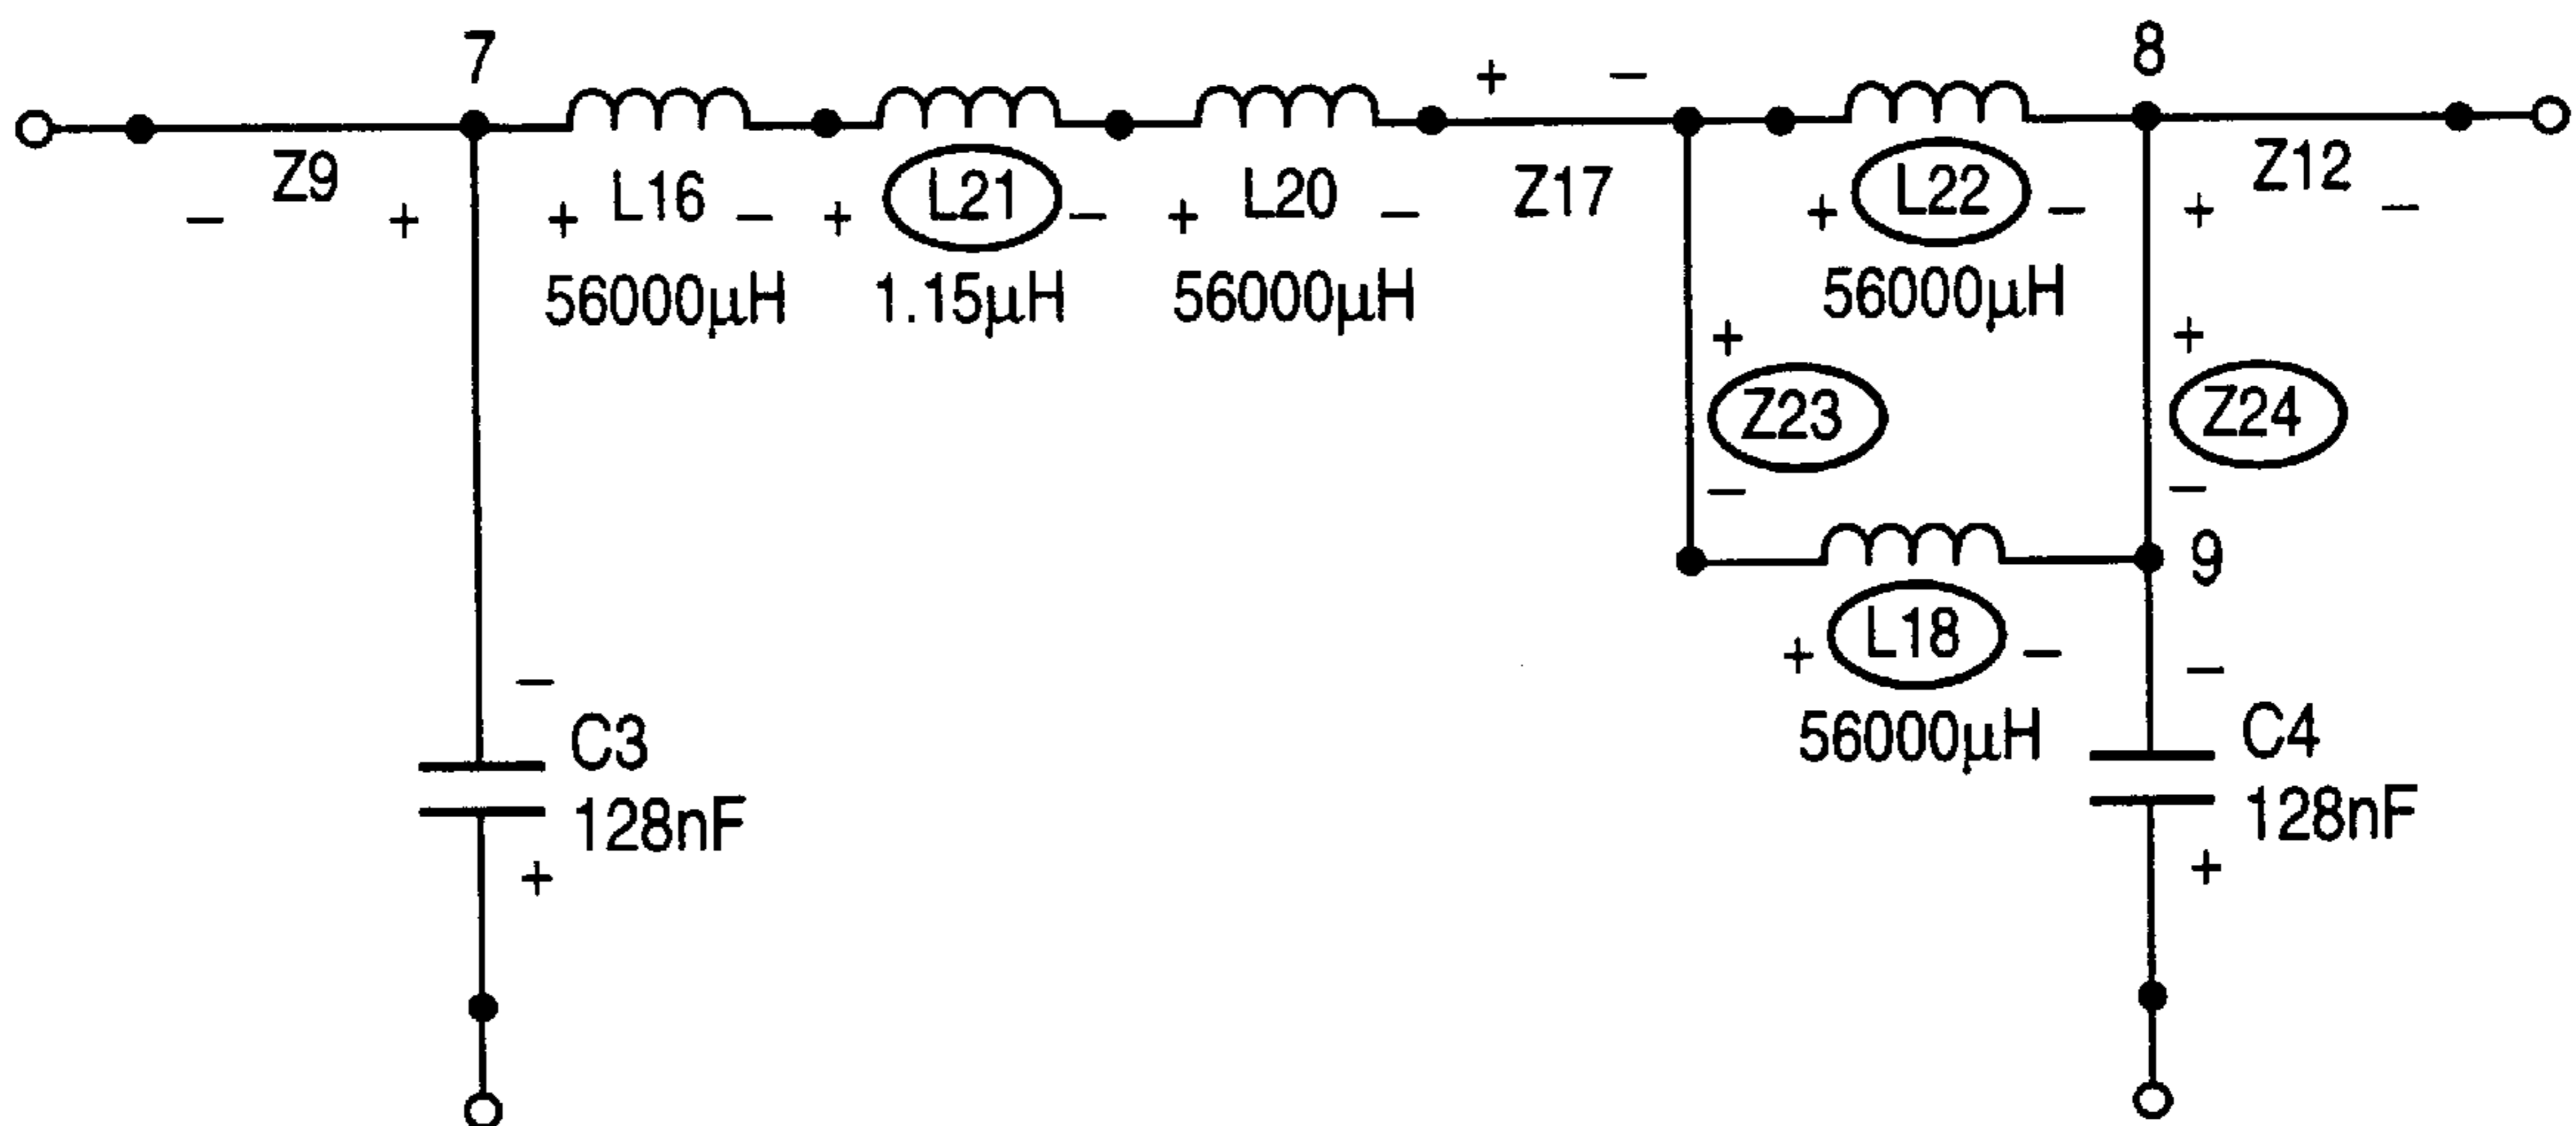 7
8
+ −
Z9
− +
+ L16 −
56000µH
+ L21 −
1.15µH
+ L20 −
56000µH
Z17
+ L22 −
56000µH
Z12
+ −
+
Z23
−
+
Z24
−
9
+ L18 −
56000µH
−
C3
128nF
+
−
C4
128nF
+